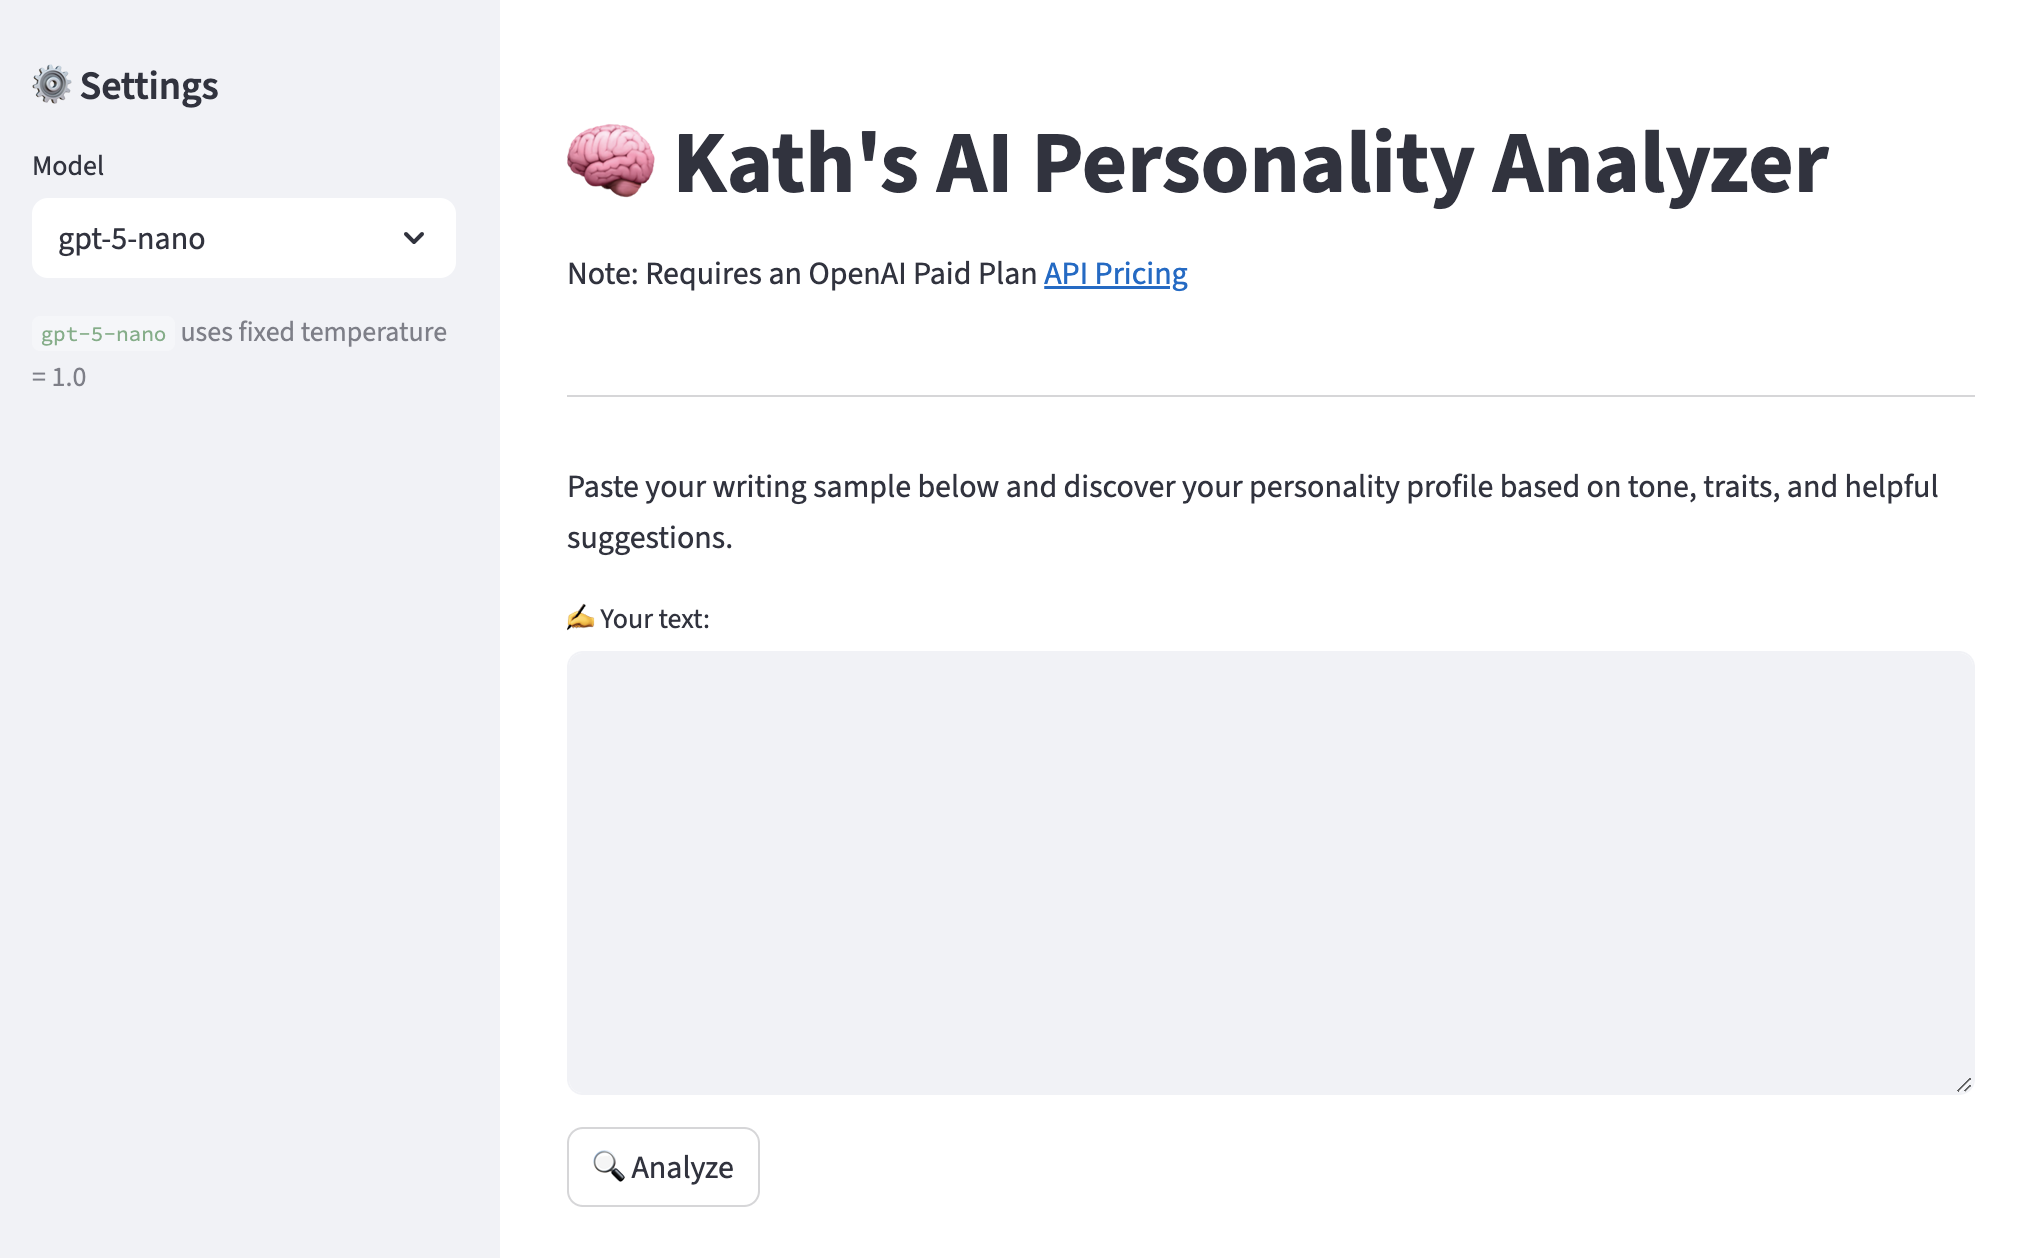 ⚙️ Settings
Model
gpt-5-nano
gpt-5-nano uses fixed temperature
= 1.0
🧠 Kath's AI Personality Analyzer
Note: Requires an OpenAI Paid Plan API Pricing
Paste your writing sample below and discover your personality profile based on tone, traits, and helpful
suggestions.
✍️ Your text:
🔍 Analyze